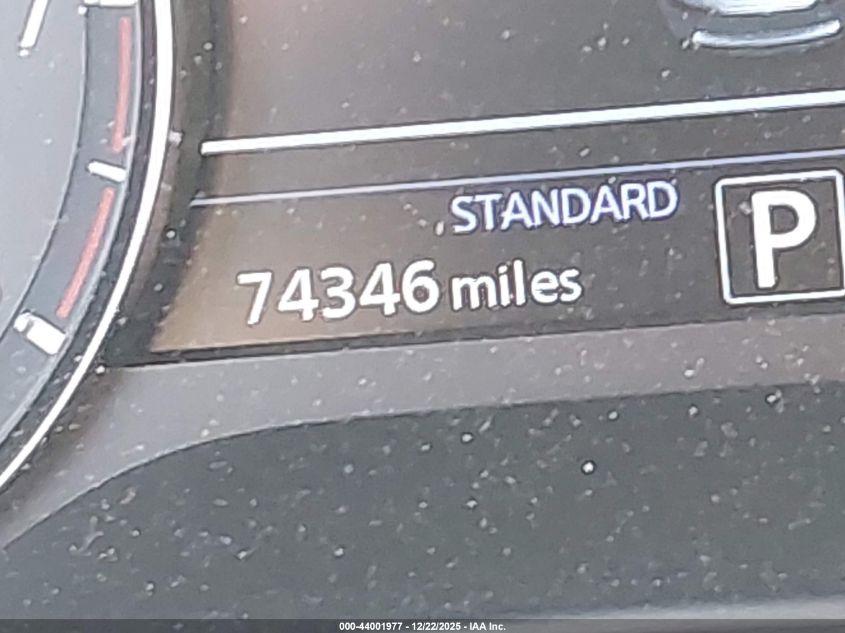 STANDARD
P
74346 miles
000-44001977 - 12/22/2025 - IAA Inc.